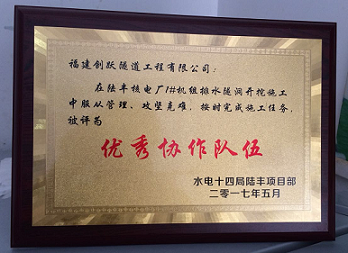 福建创跃隧道工程有限公司：
在陆丰核电厂1#机组排水隧洞开挖施工
中服从管理、攻坚克难，按时完成施工任务，
被评为
优秀协作队伍
水电十四局陆丰项目部
二〇一七年五月